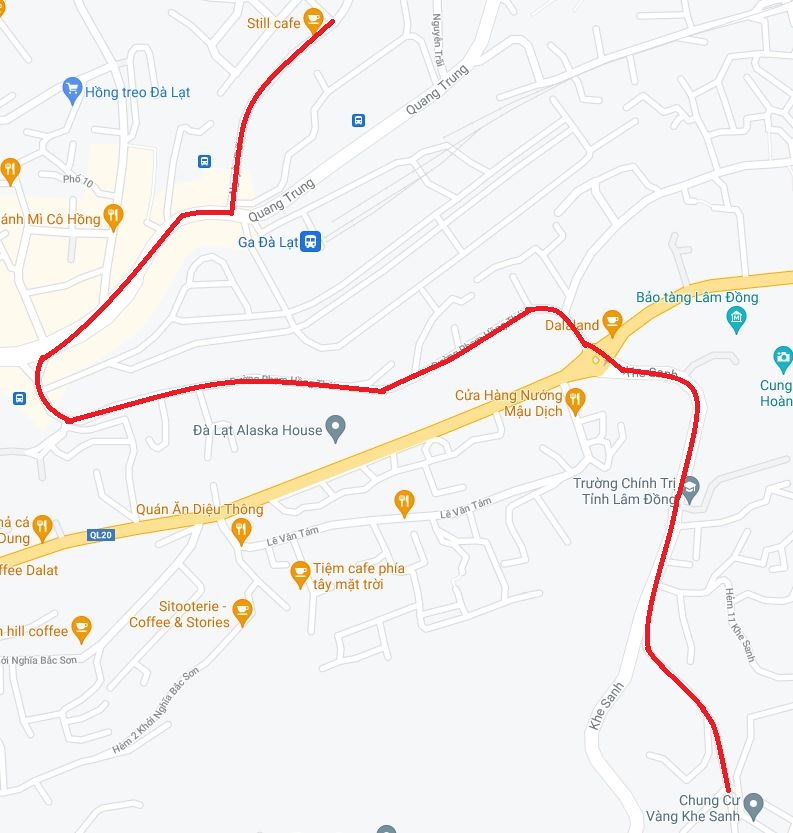 Still cafe
Nguyễn Trãi
Hồng treo Đà Lạt
Quang Trung
Phố 10
ánh Mì Cô Hồng
Quang Trung
Ga Đà Lạt
Bảo tàng Lâm Đồng
Dalaland
Cung
Hoàn
Khe Sanh
Cửa Hàng Nướng
Mậu Dịch
Đà Lạt Alaska House
Trường Chính Trị
Tỉnh Lâm Đồng
Quán Ăn Diệu Thông
Lê Văn Tám
Lê Văn Tám
hả cá
Dung
QL20
ffee Dalat
Tiệm cafe phía
tây mặt trời
Sitooterie -
Coffee & Stories
n hill coffee
ởi Nghĩa Bắc Sơn
Hẻm 2 Khởi Nghĩa Bắc Sơn
Hẻm 11 Khe Sanh
Khe Sanh
Chung Cư
Vàng Khe Sanh